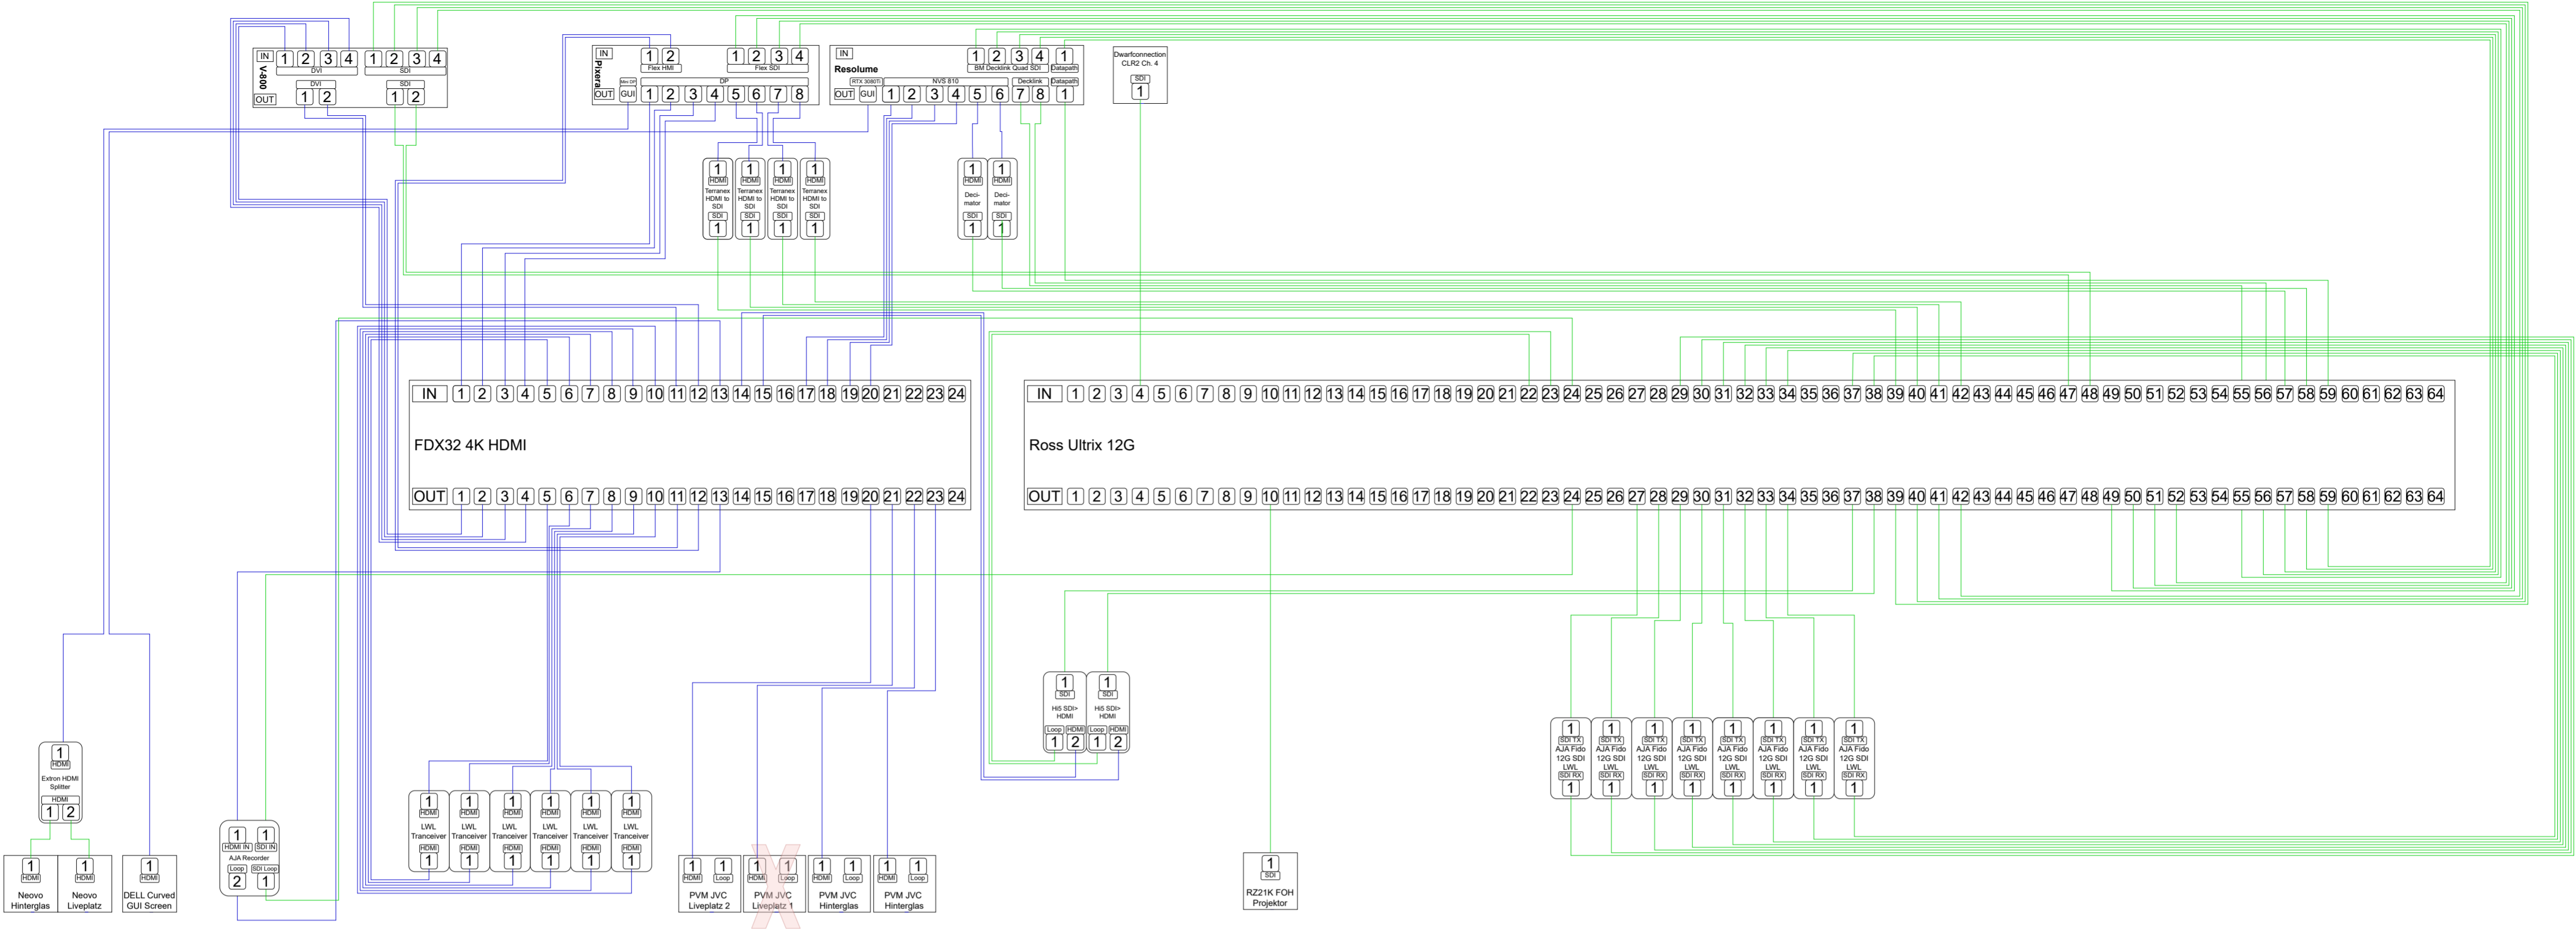 IN 1 2 3 4 1 2 3 4
DVI SDI
V-800
DVI SDI
OUT 1 2 1 2
IN 1 2 1 2 3 4
Flex HMI Flex SDI
Pixera
Mini DP DP
OUT GUI 1 2 3 4 5 6 7 8
IN 1 2 3 4 1
BM Decklink Quad SDI Datapath
Resolume
RTX 3080Ti NVS 810 Decklink Datapath
OUT GUI 1 2 3 4 5 6 7 8 1
Dwarfconnection
CLR2 Ch. 4
SDI
1
1
HDMI
Terranex
HDMI to
SDI
SDI
1
1
HDMI
Terranex
HDMI to
SDI
SDI
1
1
HDMI
Terranex
HDMI to
SDI
SDI
1
1
HDMI
Terranex
HDMI to
SDI
SDI
1
1
HDMI
Deci-
mator
SDI
1
1
HDMI
Deci-
mator
SDI
1
IN 1 2 3 4 5 6 7 8 9 10 11 12 13 14 15 16 17 18 19 20 21 22 23 24
FDX32 4K HDMI
OUT 1 2 3 4 5 6 7 8 9 10 11 12 13 14 15 16 17 18 19 20 21 22 23 24
IN 1 2 3 4 5 6 7 8 9 10 11 12 13 14 15 16 17 18 19 20 21 22 23 24 25 26 27 28 29 30 31 32 33 34 35 36 37 38 39 40 41 42 43 44 45 46 47 48 49 50 51 52 53 54 55 56 57 58 59 60 61 62 63 64
Ross Ultrix 12G
OUT 1 2 3 4 5 6 7 8 9 10 11 12 13 14 15 16 17 18 19 20 21 22 23 24 25 26 27 28 29 30 31 32 33 34 35 36 37 38 39 40 41 42 43 44 45 46 47 48 49 50 51 52 53 54 55 56 57 58 59 60 61 62 63 64
1
SDI
Hi5 SDI>
HDMI
Loop HDMI
1 2
1
SDI
Hi5 SDI>
HDMI
Loop HDMI
1 2
1
SDI TX
AJA Fido
12G SDI
LWL
SDI RX
1
1
SDI TX
AJA Fido
12G SDI
LWL
SDI RX
1
1
SDI TX
AJA Fido
12G SDI
LWL
SDI RX
1
1
SDI TX
AJA Fido
12G SDI
LWL
SDI RX
1
1
SDI TX
AJA Fido
12G SDI
LWL
SDI RX
1
1
SDI TX
AJA Fido
12G SDI
LWL
SDI RX
1
1
SDI TX
AJA Fido
12G SDI
LWL
SDI RX
1
1
SDI TX
AJA Fido
12G SDI
LWL
SDI RX
1
1
HDMI
Extron HDMI
Splitter
HDMI
1 2
1
HDMI
Neovo
Hinterglas
1
HDMI
Neovo
Liveplatz
1
HDMI
DELL Curved
GUI Screen
1 1
HDMI IN SDI IN
AJA Recorder
Loop SDI Loop
2 1
1
HDMI
LWL
Tranceiver
HDMI
1
1
HDMI
LWL
Tranceiver
HDMI
1
1
HDMI
LWL
Tranceiver
HDMI
1
1
HDMI
LWL
Tranceiver
HDMI
1
1
HDMI
LWL
Tranceiver
HDMI
1
1
HDMI
LWL
Tranceiver
HDMI
1
1 1
HDMI Loop
PVM JVC
Liveplatz 2
1 1
HDMI Loop
PVM JVC
Liveplatz 1
X
1 1
HDMI Loop
PVM JVC
Hinterglas
1 1
HDMI Loop
PVM JVC
Hinterglas
1
SDI
RZ21K FOH
Projektor